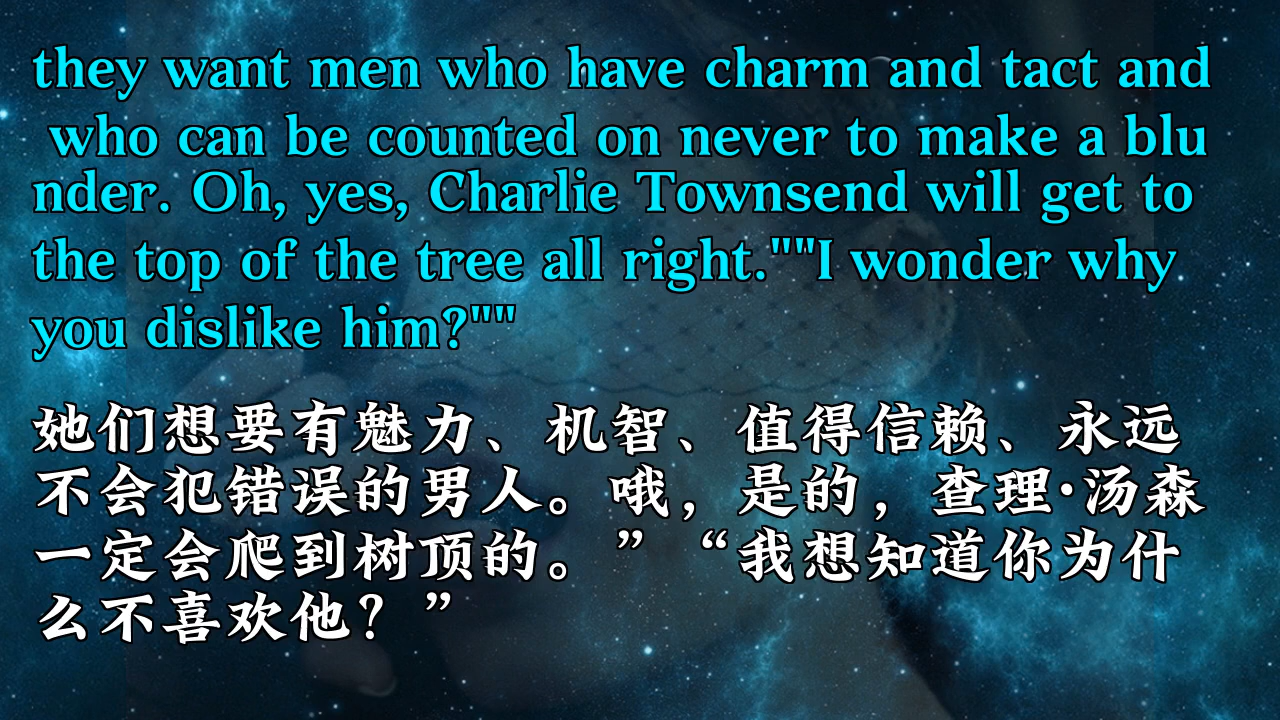 they want men who have charm and tact and
who can be counted on never to make a blu
nder. Oh, yes, Charlie Townsend will get to
the top of the tree all right.""I wonder why
you dislike him?""
她们想要有魅力、机智、值得信赖、永远
不会犯错误的男人。哦，是的，查理·汤森
一定会爬到树顶的。”“我想知道你为什
么不喜欢他？”